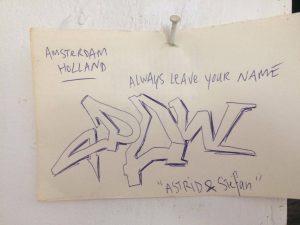 AMSTERDAM
HOLLAND
ALWAYS LEAVE YOUR NAME
"ASTRID & Stefan"